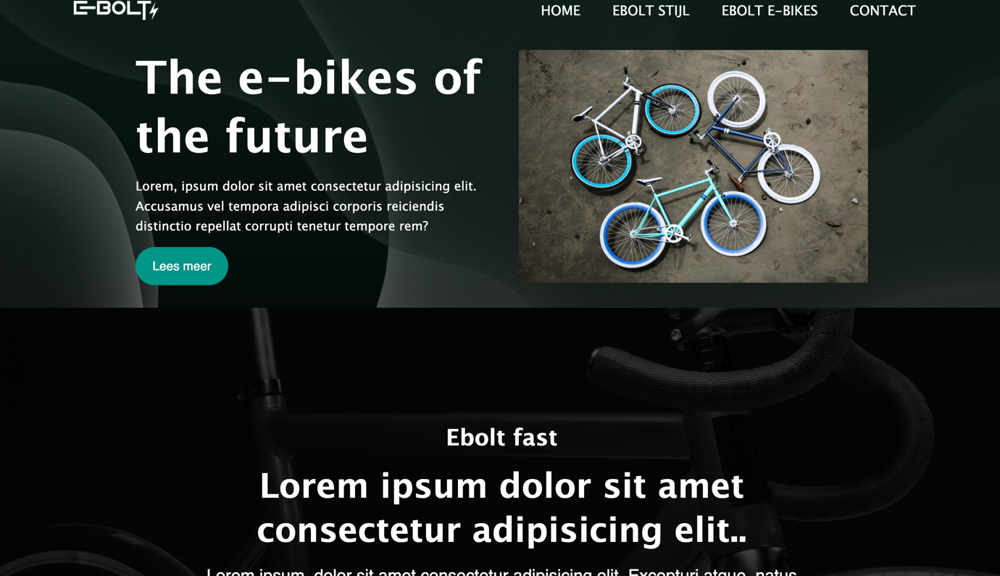 E-BOLT
HOME EBOLT STIJL EBOLT E-BIKES CONTACT
The e-bikes of
the future
Lorem, ipsum dolor sit amet consectetur adipisicing elit.
Accusamus vel tempora adipisci corporis reiciendis
distinctio repellat corrupti tenetur tempore rem?
Lees meer
Ebolt fast
Lorem ipsum dolor sit amet
consectetur adipisicing elit..
Lorem ipsum, dolor sit amet consectetur adipisicing elit. Excepturi atque, natus